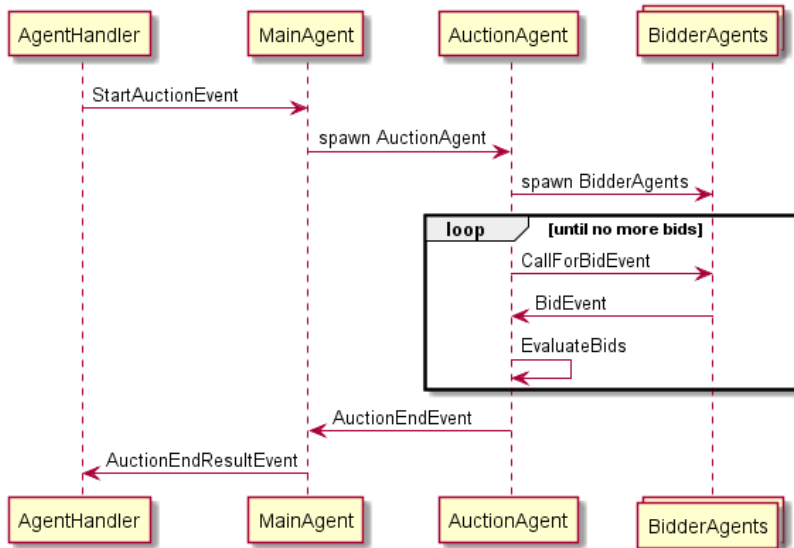 AgentHandler
MainAgent
AuctionAgent
BidderAgents
StartAuctionEvent
spawn AuctionAgent
spawn BidderAgents
loop
[until no more bids]
CallForBidEvent
BidEvent
EvaluateBids
AuctionEndEvent
AuctionEndResultEvent
AgentHandler
MainAgent
AuctionAgent
BidderAgents